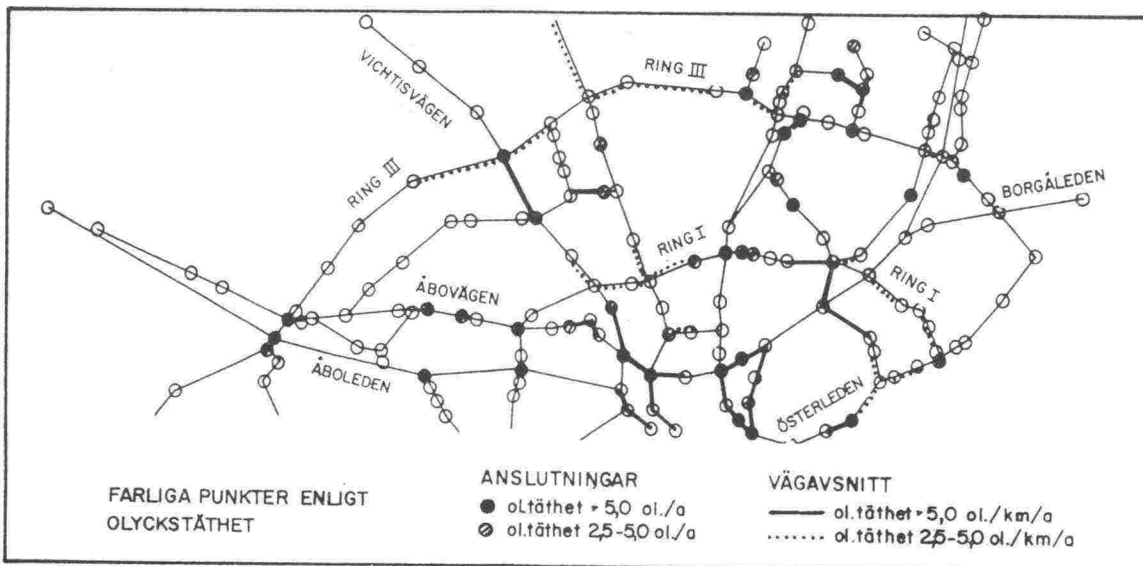 VICHTISVÄGEN
RING III
RING III
BORGÅLEDEN
RING I
RING I
ÅBOVÄGEN
ÅBOLEDEN
ÖSTERLEDEN
FARLIGA PUNKTER ENLIGT
OLYCKSTÄTHET
ANSLUTNINGAR
ol.täthet > 5,0 ol./a
ol.täthet 2,5-5,0 ol./a
VÄGAVSNITT
ol.täthet > 5,0 ol./km/a
ol.täthet 2,5-5,0 ol./km/a